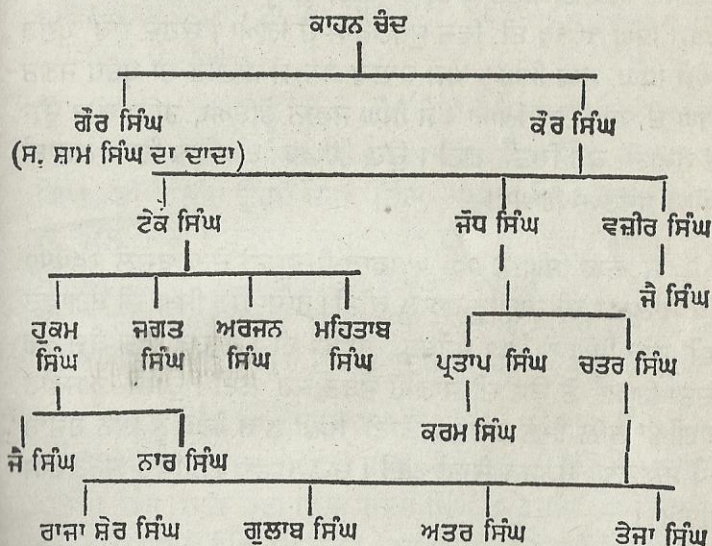 ਕਾਹਨ ਚੰਦ
ਗੌਰ ਸਿੰਘ
ਕੌਰ ਸਿੰਘ
(ਸ. ਸ਼ਾਮ ਸਿੰਘ ਦਾ ਦਾਦਾ)
ਟੇਕ ਸਿੰਘ
ਜੋਧ ਸਿੰਘ
ਵਜ਼ੀਰ ਸਿੰਘ
ਜੈ ਸਿੰਘ
ਹੁਕਮ ਸਿੰਘ
ਜਗਤ ਸਿੰਘ
ਅਰਜਨ ਸਿੰਘ
ਮਹਿਤਾਬ ਸਿੰਘ
ਪ੍ਰਤਾਪ ਸਿੰਘ
ਚਤਰ ਸਿੰਘ
ਕਰਮ ਸਿੰਘ
ਜੈ ਸਿੰਘ
ਨਾਰ ਸਿੰਘ
ਰਾਜਾ ਸ਼ੇਰ ਸਿੰਘ
ਗੁਲਾਬ ਸਿੰਘ
ਅਤਰ ਸਿੰਘ
ਤੇਜਾ ਸਿੰਘ